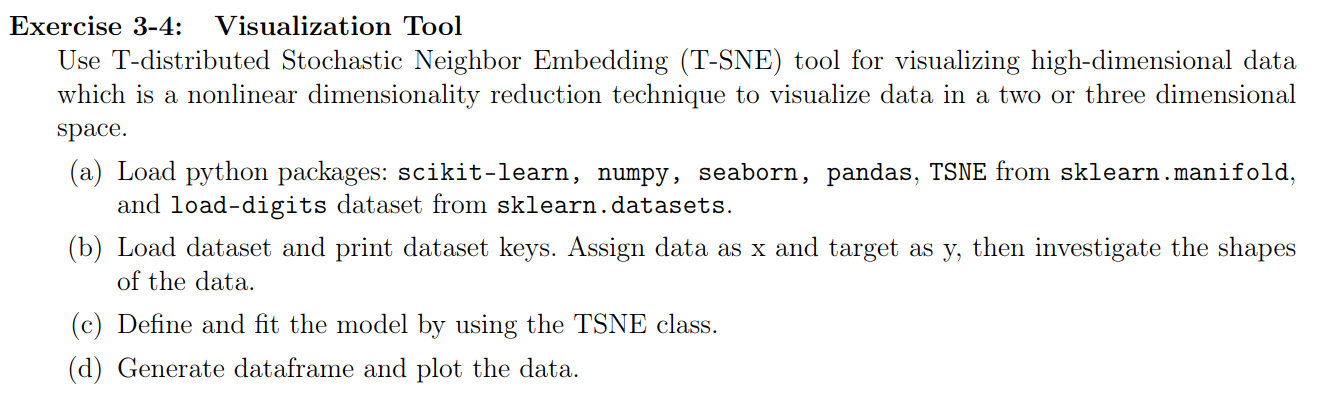 Exercise 3-4: Visualization Tool
Use T-distributed Stochastic Neighbor Embedding (T-SNE) tool for visualizing high-dimensional data
which is a nonlinear dimensionality reduction technique to visualize data in a two or three dimensional
space.
(a) Load python packages: scikit-learn, numpy, seaborn, pandas, TSNE from sklearn.manifold,
and load-digits dataset from sklearn.datasets.
(b) Load dataset and print dataset keys. Assign data as x and target as y, then investigate the shapes
of the data.
(c) Define and fit the model by using the TSNE class.
(d) Generate dataframe and plot the data.